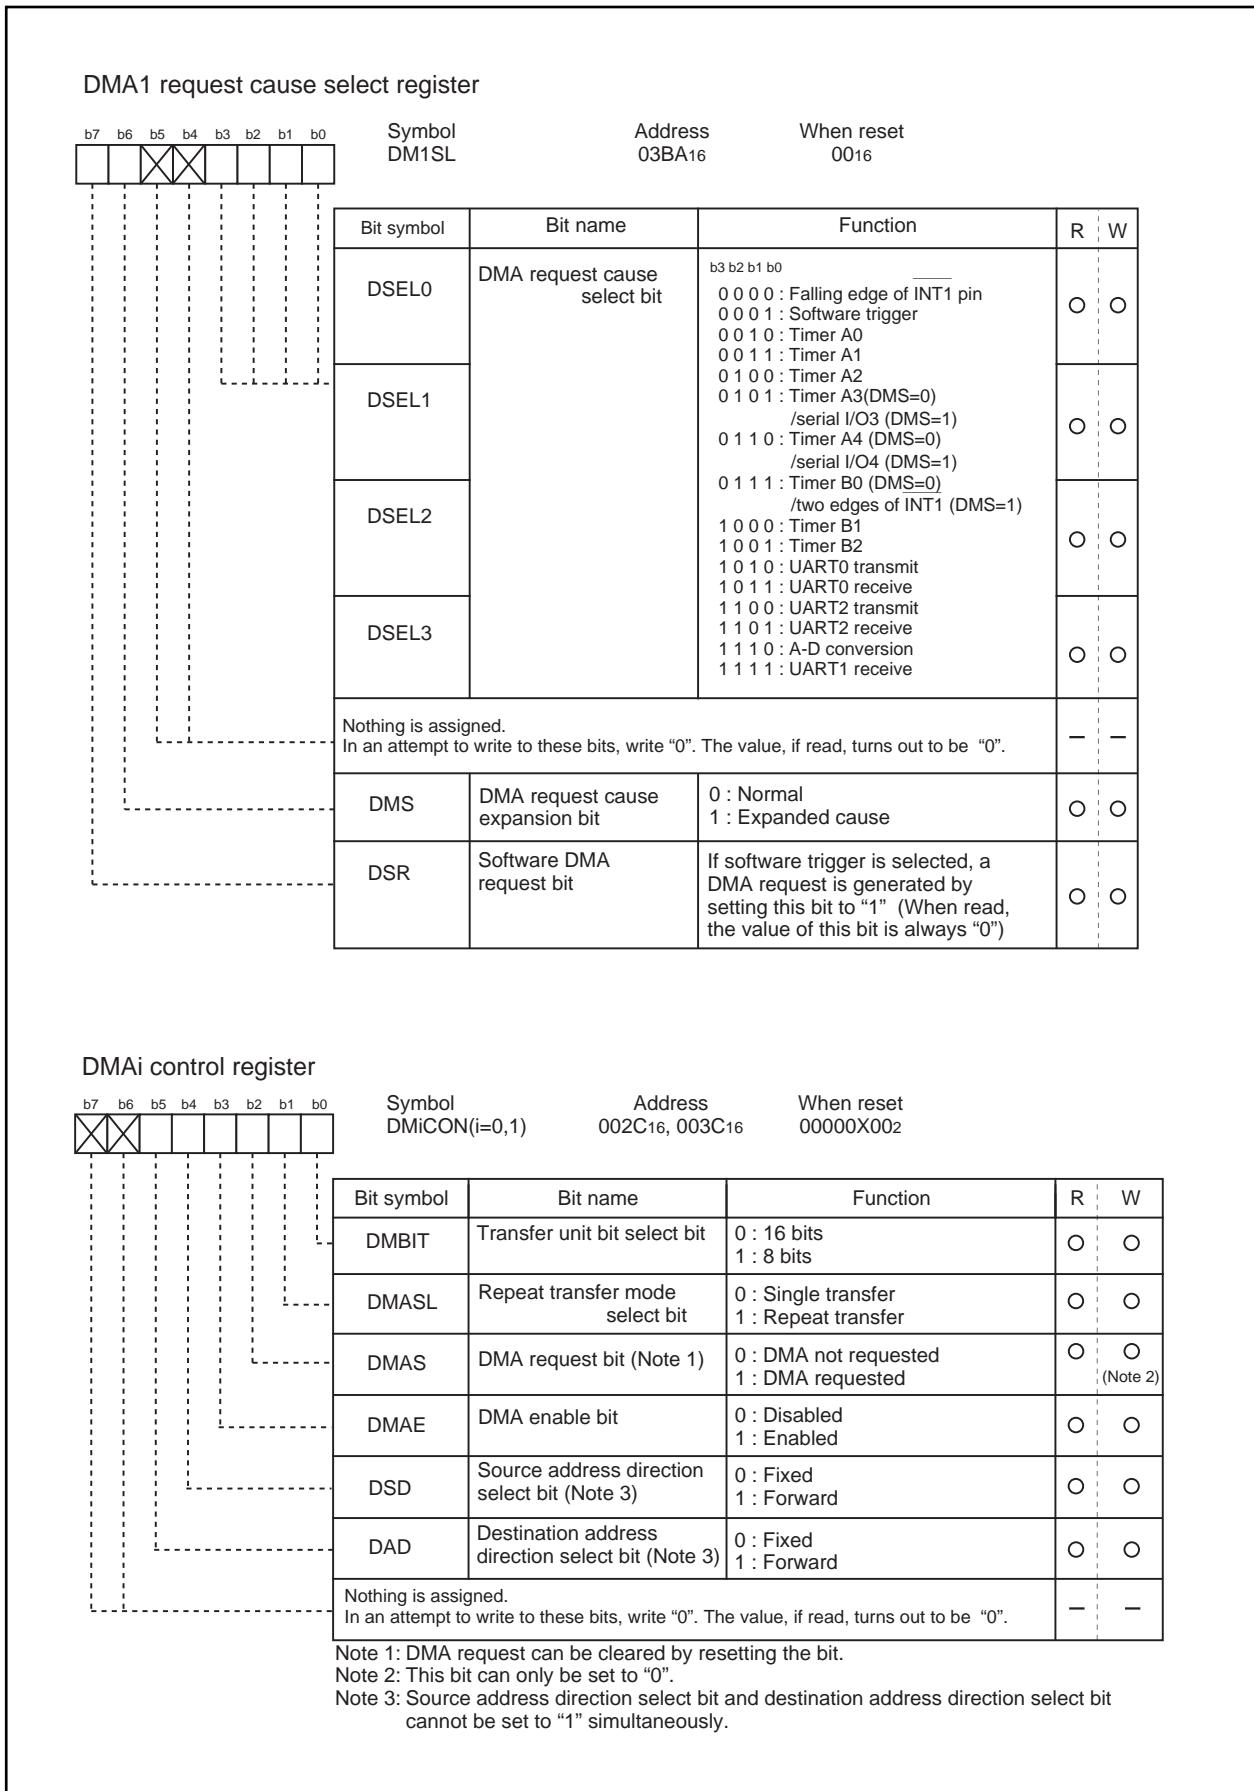 DMA1 request cause select register
b7 b6 b5 b4 b3 b2 b1 b0
Symbol Address When reset
DM1SL 03BA16 0016
Bit symbol Bit name Function R W
DSEL0
DMA request cause
select bit
b3 b2 b1 b0
0 0 0 0 : Falling edge of INT1 pin
0 0 0 1 : Software trigger
0 0 1 0 : Timer A0
0 0 1 1 : Timer A1
0 1 0 0 : Timer A2
0 1 0 1 : Timer A3(DMS=0)
/serial I/O3 (DMS=1)
0 1 1 0 : Timer A4 (DMS=0)
/serial I/O4 (DMS=1)
0 1 1 1 : Timer B0 (DMS=0)
/two edges of INT1 (DMS=1)
1 0 0 0 : Timer B1
1 0 0 1 : Timer B2
1 0 1 0 : UART0 transmit
1 0 1 1 : UART0 receive
1 1 0 0 : UART2 transmit
1 1 0 1 : UART2 receive
1 1 1 0 : A-D conversion
1 1 1 1 : UART1 receive
DSEL1
DSEL2
DSEL3
Nothing is assigned.
In an attempt to write to these bits, write “0”. The value, if read, turns out to be “0”.
DMS
DMA request cause
expansion bit
0 : Normal
1 : Expanded cause
DSR
Software DMA
request bit
If software trigger is selected, a
DMA request is generated by
setting this bit to “1” (When read,
the value of this bit is always “0”)
DMAi control register
b7 b6 b5 b4 b3 b2 b1 b0
Symbol Address When reset
DMiCON(i=0,1) 002C16, 003C16 00000X002
Bit symbol Bit name Function R W
DMBIT
Transfer unit bit select bit
0 : 16 bits
1 : 8 bits
DMASL
Repeat transfer mode
select bit
0 : Single transfer
1 : Repeat transfer
DMAS
DMA request bit (Note 1)
0 : DMA not requested
1 : DMA requested
(Note 2)
DMAE
DMA enable bit
0 : Disabled
1 : Enabled
DSD
Source address direction
select bit (Note 3)
0 : Fixed
1 : Forward
DAD
Destination address
direction select bit (Note 3)
0 : Fixed
1 : Forward
Nothing is assigned.
In an attempt to write to these bits, write “0”. The value, if read, turns out to be “0”.
Note 1: DMA request can be cleared by resetting the bit.
Note 2: This bit can only be set to “0”.
Note 3: Source address direction select bit and destination address direction select bit
cannot be set to “1” simultaneously.